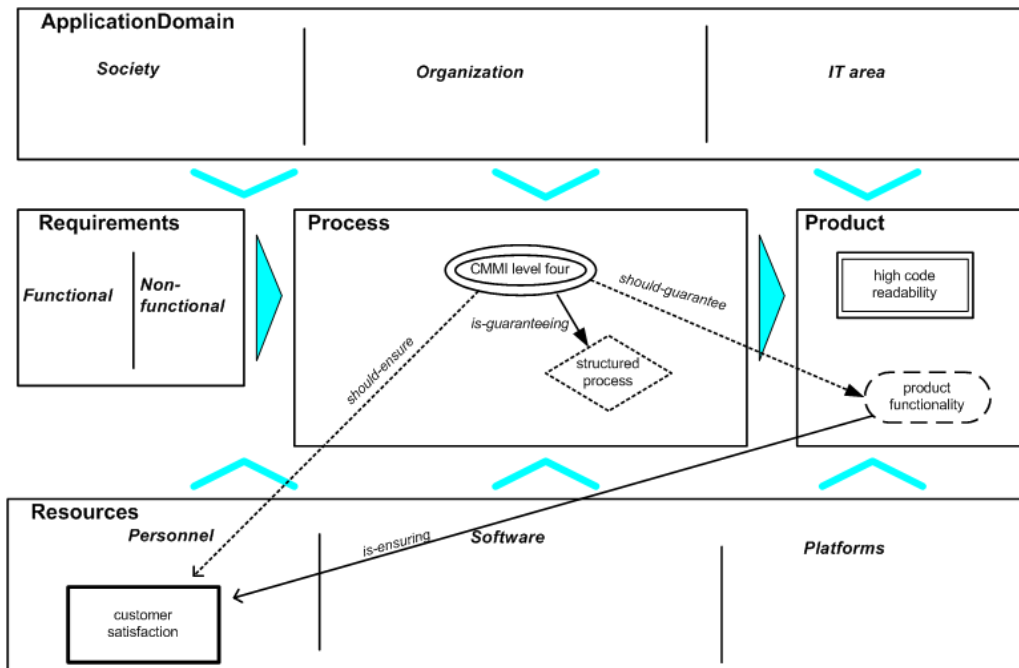 ApplicationDomain
Society
Organization
IT area
Requirements
Functional
Non-
functional
Process
CMMI level four
should-guarantee
is-guaranteeing
should-ensure
structured
process
Product
high code
readability
product
functionality
Resources
Personnel
Software
Platforms
is-ensuring
customer
satisfaction